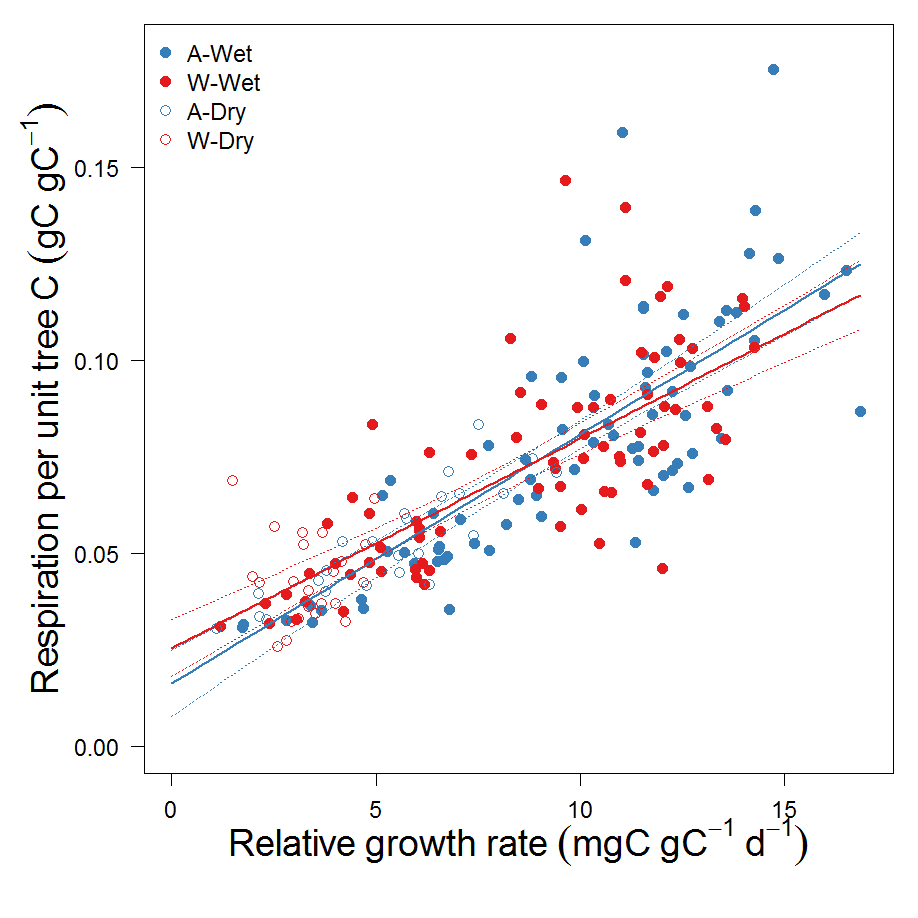 A-Wet
W-Wet
A-Dry
W-Dry
Respiration per unit tree C (gC gC⁻¹)
0.15
0.10
0.05
0.00
0 5 10 15
Relative growth rate (mgC gC⁻¹ d⁻¹)